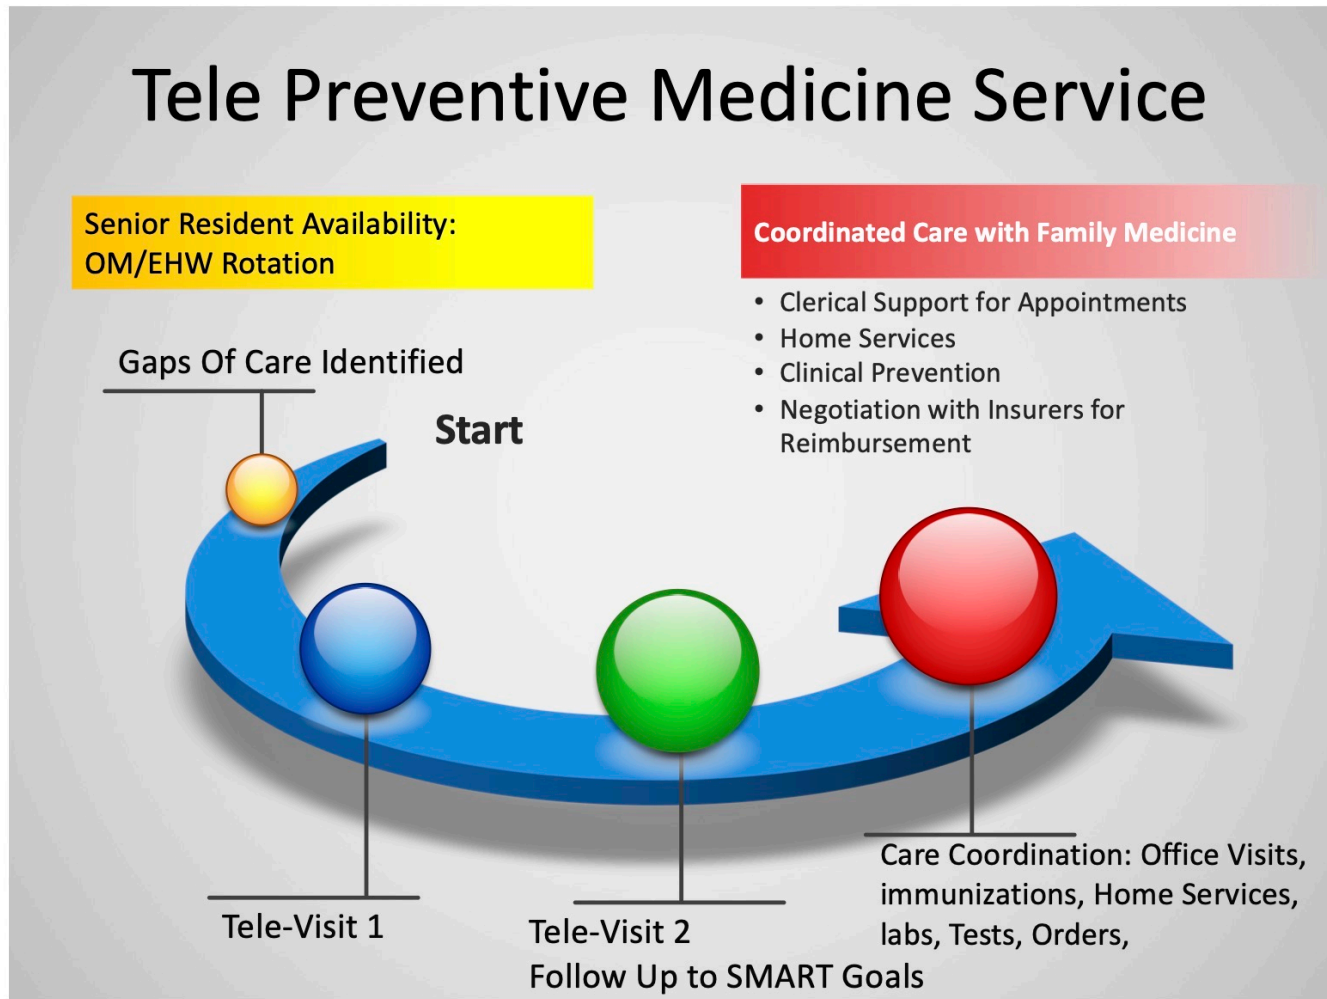 Tele Preventive Medicine Service
Senior Resident Availability:
OM/EHW Rotation
Coordinated Care with Family Medicine
• Clerical Support for Appointments
• Home Services
• Clinical Prevention
• Negotiation with Insurers for
Reimbursement
Gaps Of Care Identified
Start
Tele-Visit 1
Tele-Visit 2
Follow Up to SMART Goals
Care Coordination: Office Visits,
immunizations, Home Services,
labs, Tests, Orders,